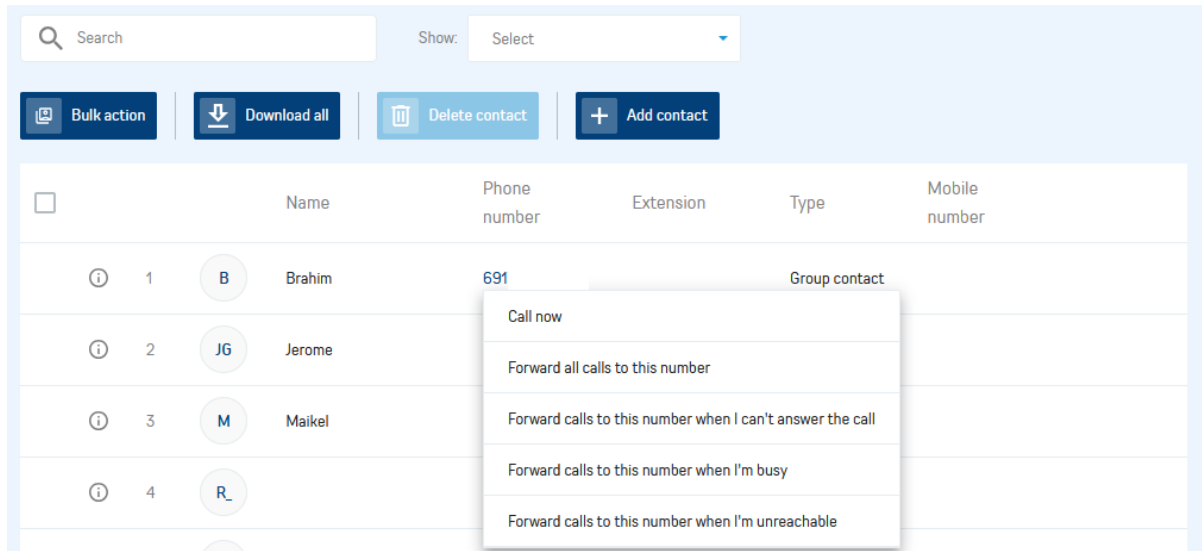 Search
Show: Select
Bulk action Download all Delete contact + Add contact
Name Phone number Extension Type Mobile number
1 B Brahim 691 Group contact
Call now
2 JG Jerome
Forward all calls to this number
3 M Maikel
Forward calls to this number when I can't answer the call
Forward calls to this number when I'm busy
4 R_
Forward calls to this number when I'm unreachable